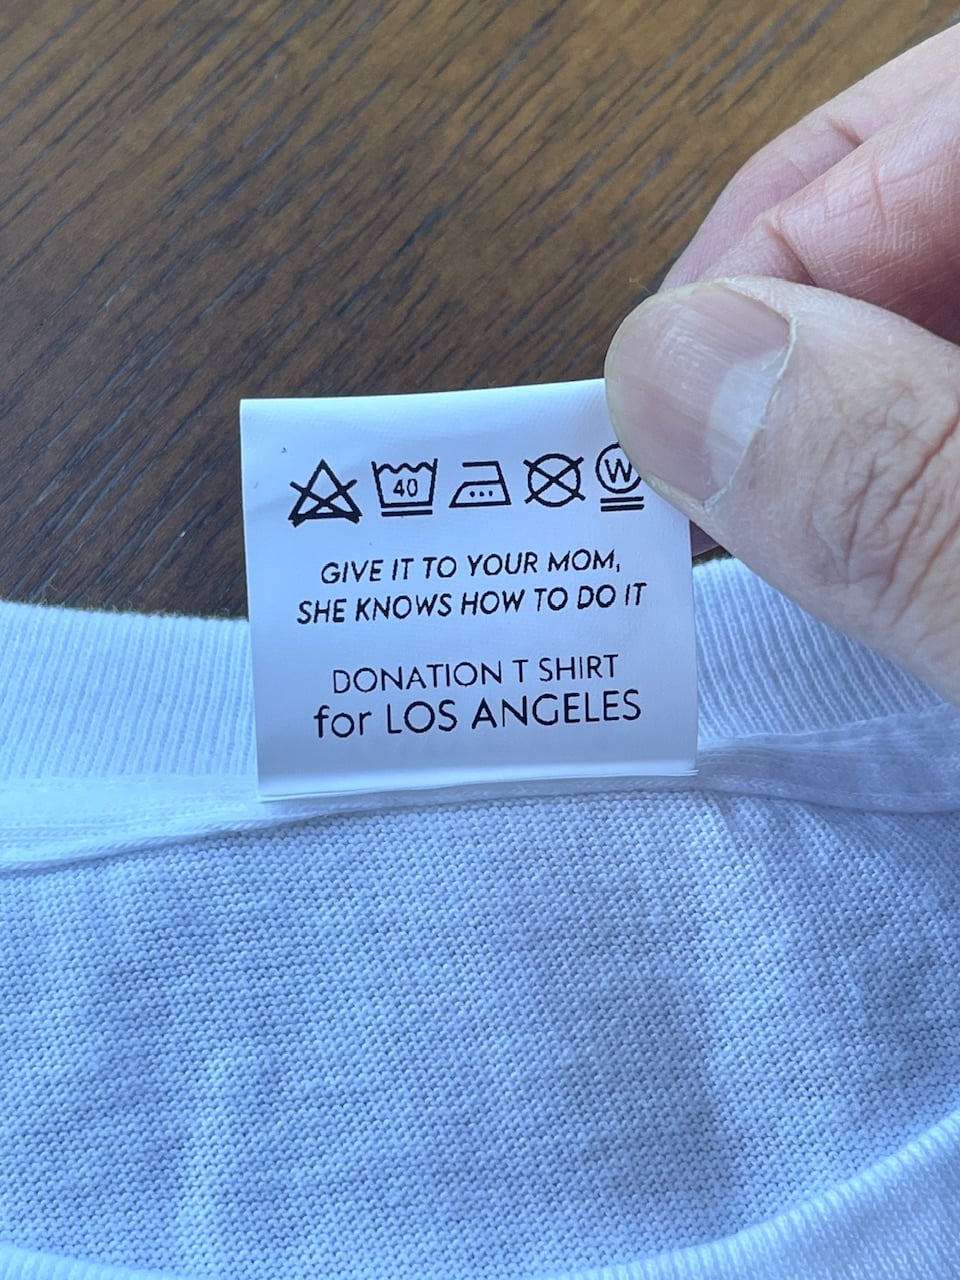 40 W
GIVE IT TO YOUR MOM,
SHE KNOWS HOW TO DO IT
DONATION T SHIRT
for LOS ANGELES